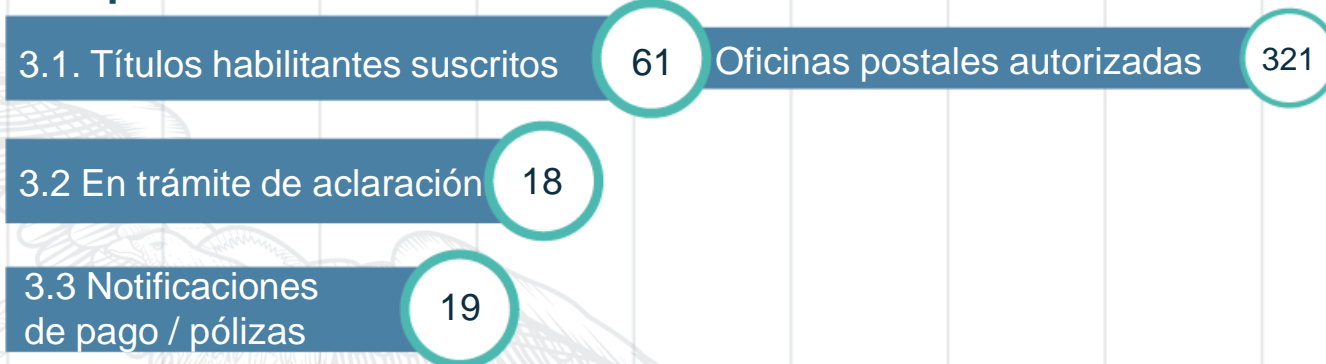 3.1. Títulos habilitantes suscritos 61 Oficinas postales autorizadas 321
3.2 En trámite de aclaración 18
3.3 Notificaciones
de pago / pólizas 19